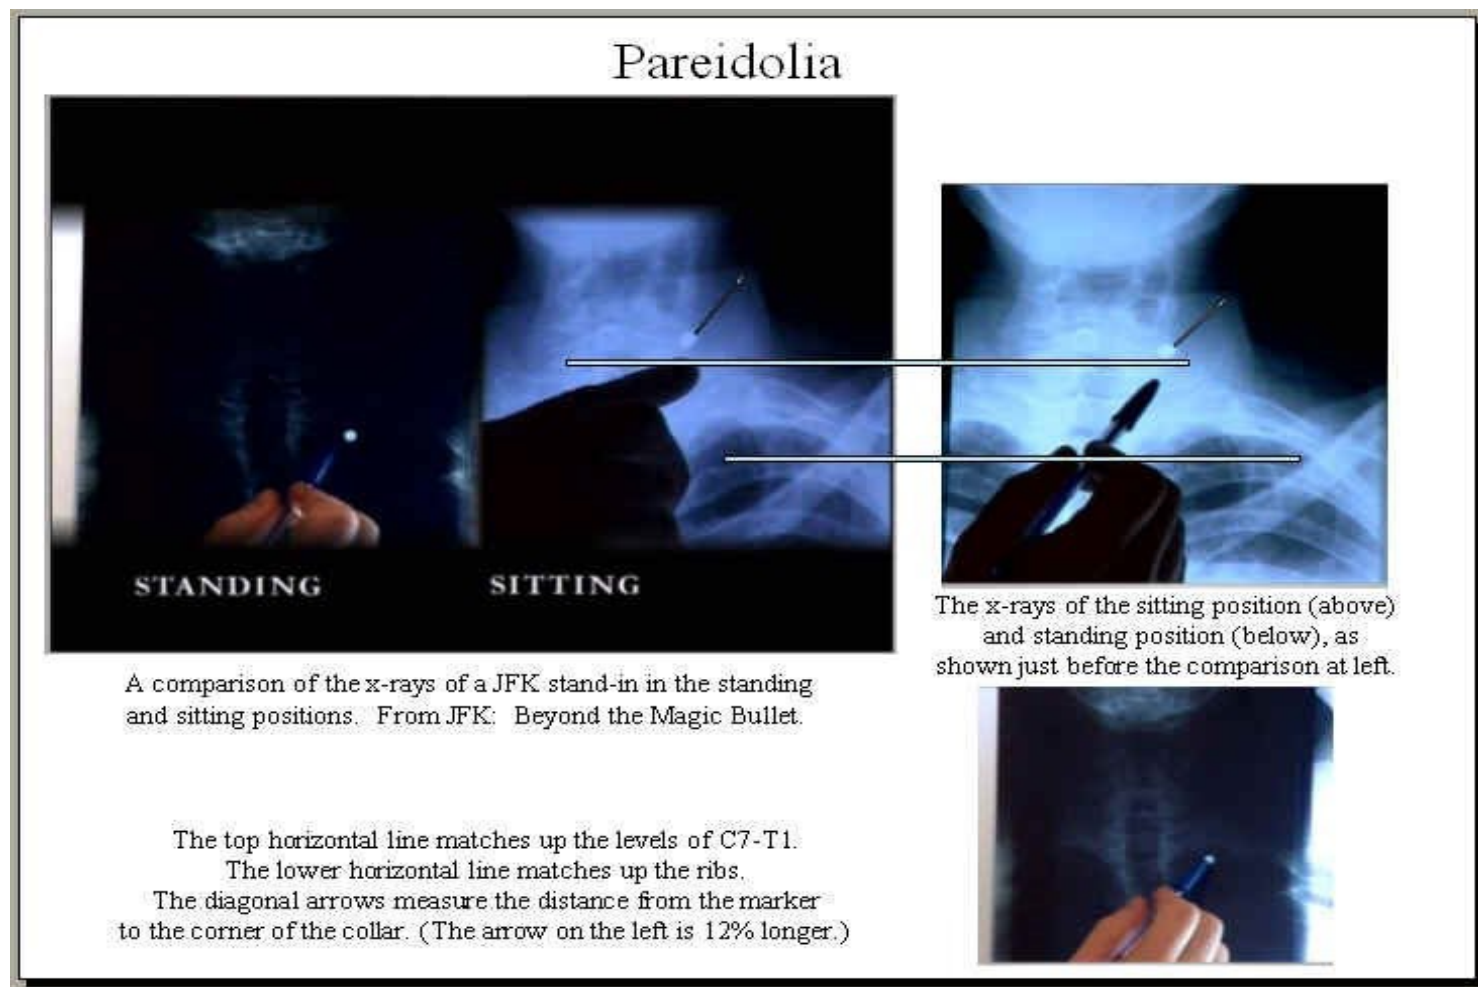 Pareidolia
STANDING
SITTING
The x-rays of the sitting position (above)
and standing position (below), as
shown just before the comparison at left.
A comparison of the x-rays of a JFK stand-in in the standing
and sitting positions.  From JFK:  Beyond the Magic Bullet.
The top horizontal line matches up the levels of C7-T1.
The lower horizontal line matches up the ribs.
The diagonal arrows measure the distance from the marker
to the corner of the collar. (The arrow on the left is 12% longer.)